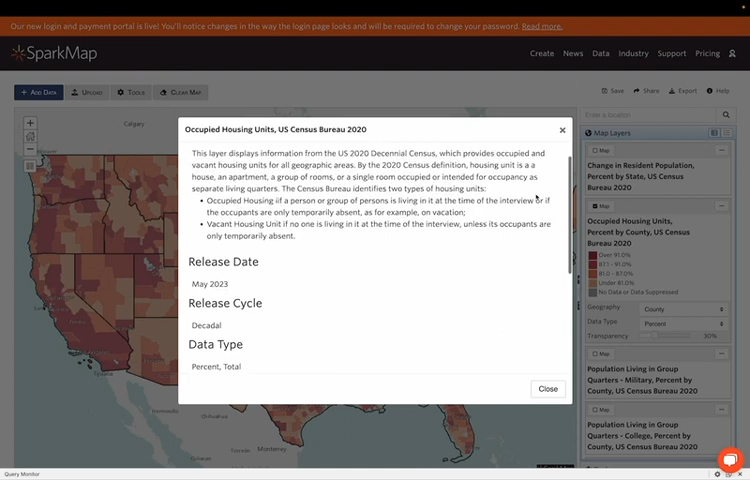 Our new login and payment portal is live! You'll notice changes in the way the login page looks and will be required to change your password. Read more.
SparkMap
Create News Data Industry Support Pricing
+ Add Data Upload Tools Clear Map
Save Share Export Help
Calgary
Enter a location
Map Layers
Map
Change in Resident Population,
Percent by State, US Census
Bureau 2020
Map
Occupied Housing Units,
Percent by County, US Census
Bureau 2020
Over 91.0%
87.1 - 91.0%
81.0 - 87.0%
Under 81.0%
No Data or Data Suppressed
Geography County
Data Type Percent
Transparency 30%
Map
Population Living in Group
Quarters - Military, Percent by
County, US Census Bureau 2020
Map
Population Living in Group
Quarters - College, Percent by
County, US Census Bureau 2020
Occupied Housing Units, US Census Bureau 2020
This layer displays information from the US 2020 Decennial Census, which provides occupied and
vacant housing units for all geographic areas. By the 2020 Census definition, housing unit is a a
house, an apartment, a group of rooms, or a single room occupied or intended for occupancy as
separate living quarters. The Census Bureau identifies two types of housing units:
• Occupied Housing iif a person or group of persons is living in it at the time of the interview or if
the occupants are only temporarily absent, as for example, on vacation;
• Vacant Housing Unit if no one is living in it at the time of the interview, unless its occupants are
only temporarily absent.
Release Date
May 2023
Release Cycle
Decadal
Data Type
Percent, Total
Close
Hermosillo
Chihuahua
Torreón
Monterrey
Query Monitor